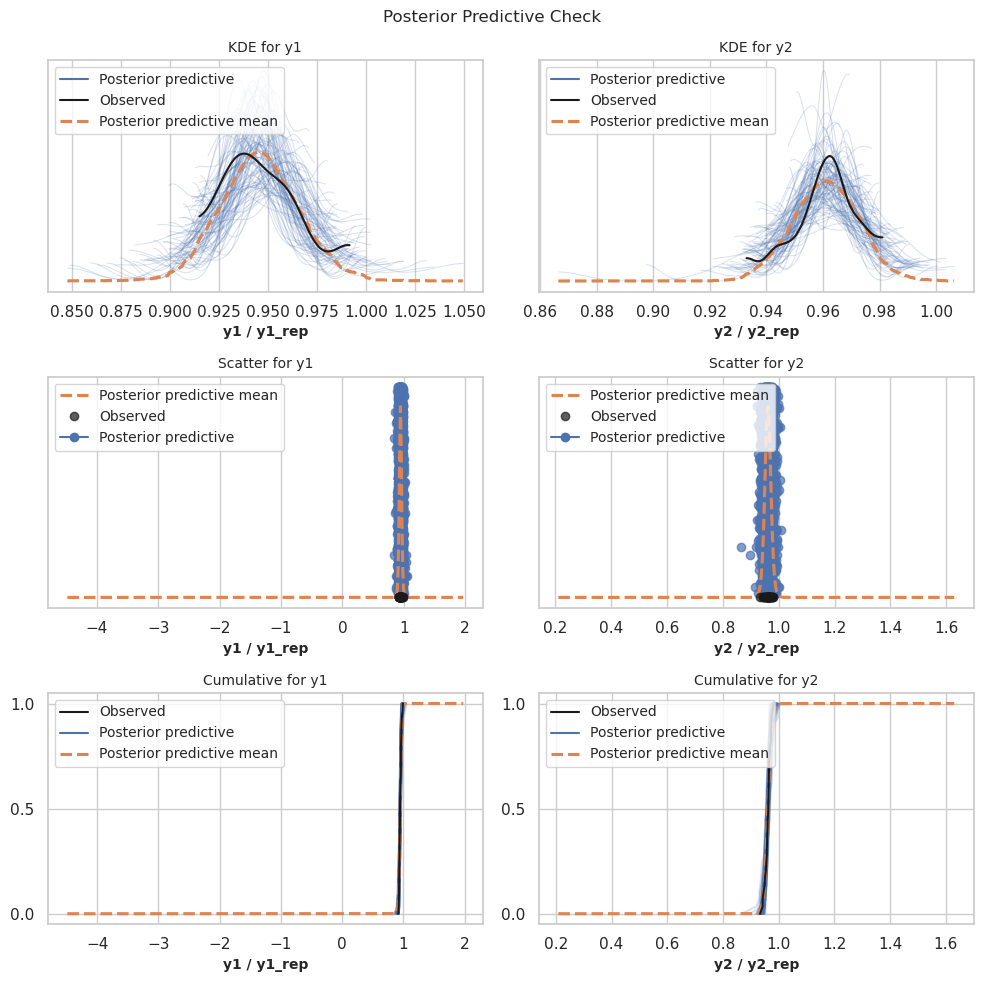 Posterior Predictive Check
KDE for y1
Posterior predictive
Observed
Posterior predictive mean
0.850 0.875 0.900 0.925 0.950 0.975 1.000 1.025 1.050
y1 / y1_rep
KDE for y2
Posterior predictive
Observed
Posterior predictive mean
0.86 0.88 0.90 0.92 0.94 0.96 0.98 1.00
y2 / y2_rep
Scatter for y1
Posterior predictive mean
Observed
Posterior predictive
−4 −3 −2 −1 0 1 2
y1 / y1_rep
Scatter for y2
Posterior predictive mean
Observed
Posterior predictive
0.2 0.4 0.6 0.8 1.0 1.2 1.4 1.6
y2 / y2_rep
Cumulative for y1
1.0
0.5
0.0
Observed
Posterior predictive
Posterior predictive mean
−4 −3 −2 −1 0 1 2
y1 / y1_rep
Cumulative for y2
1.0
0.5
0.0
Observed
Posterior predictive
Posterior predictive mean
0.2 0.4 0.6 0.8 1.0 1.2 1.4 1.6
y2 / y2_rep